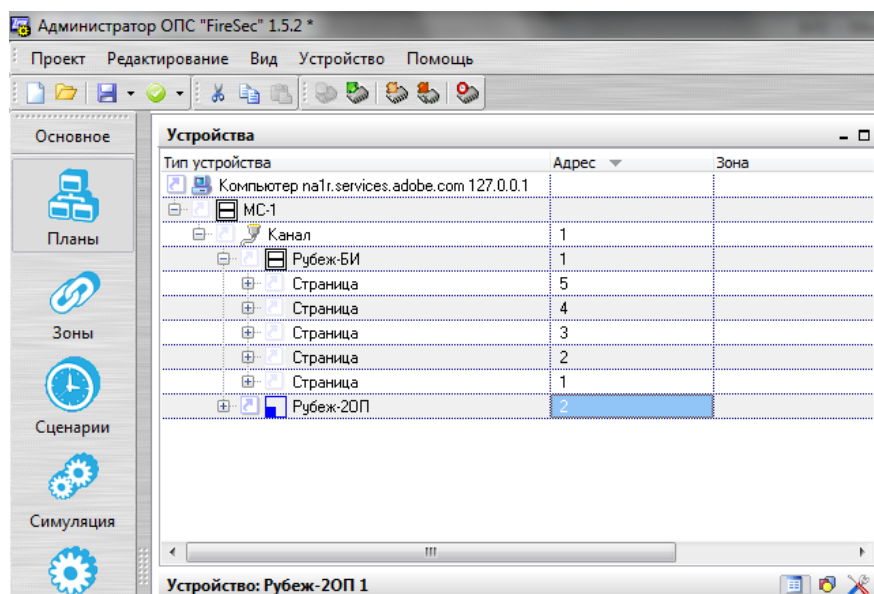 Администратор ОПС "FireSec" 1.5.2 *
Проект Редактирование Вид Устройство Помощь
Основное
Устройства
Тип устройства Адрес Зона
Компьютер na1r.services.adobe.com 127.0.0.1
МС-1
Канал 1
Рубеж-БИ 1
Страница 5
Страница 4
Страница 3
Страница 2
Страница 1
Рубеж-2ОП 2
Планы
Зоны
Сценарии
Симуляция
Устройство: Рубеж-2ОП 1